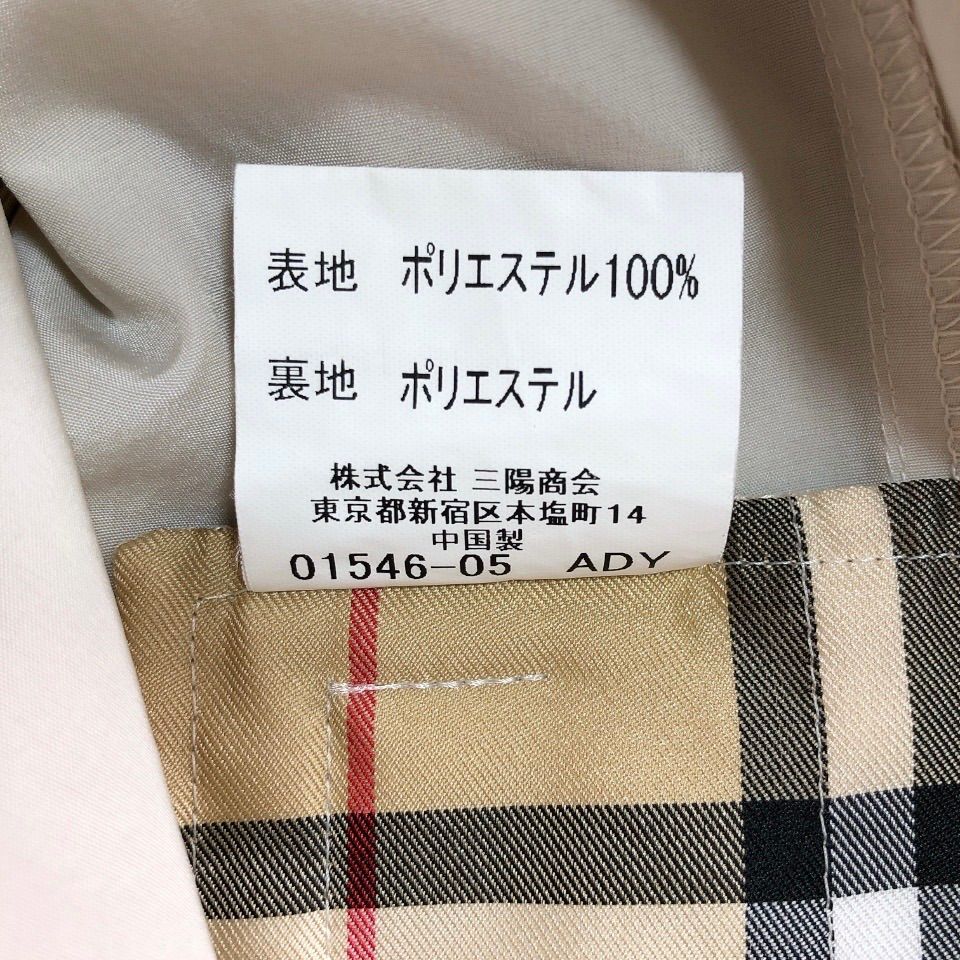 表地 ポリエステル100%
裏地 ポリエステル
株式会社 三陽商会
東京都新宿区本塩町14
中国製
01546-05 ADY